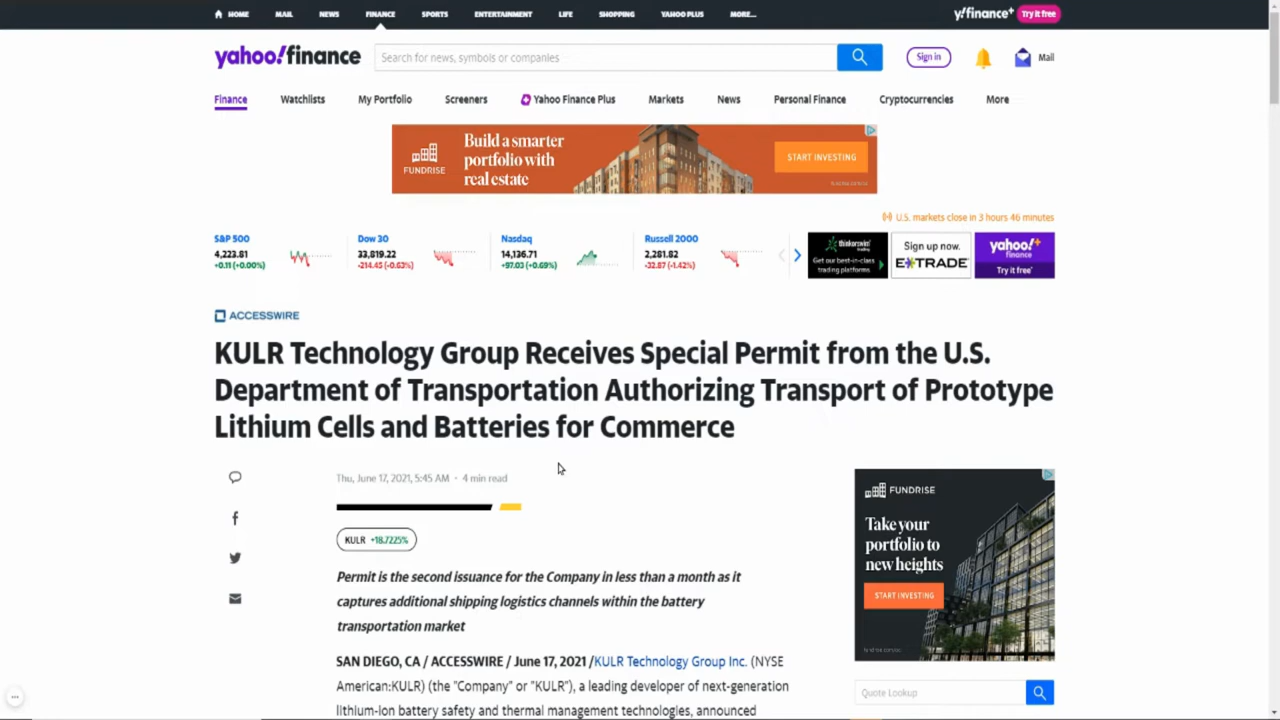 HOME MAIL NEWS FINANCE SPORTS ENTERTAINMENT LIFE SHOPPING YAHOO PLUS MORE...
y!finance+ Try it free
yahoo!finance
Search for news, symbols or companies
Sign in
Mail
Finance Watchlists My Portfolio Screeners Yahoo Finance Plus Markets News Personal Finance Cryptocurrencies More
FUNDRISE
Build a smarter
portfolio with
real estate
START INVESTING
U.S. markets close in 3 hours 46 minutes
S&P 500
4,223.81
+0.11 (+0.00%)
Dow 30
33,819.22
-214.45 (-0.63%)
Nasdaq
14,136.71
+97.03 (+0.69%)
Russell 2000
2,281.82
-32.87 (-1.42%)
thinkorswim
Get our best-in-class
trading platforms
Sign up now.
E*TRADE
yahoo!+
finance
Try it free*
ACCESSWIRE
KULR Technology Group Receives Special Permit from the U.S.
Department of Transportation Authorizing Transport of Prototype
Lithium Cells and Batteries for Commerce
Thu, June 17, 2021, 5:45 AM · 4 min read
KULR +18.7225%
Permit is the second issuance for the Company in less than a month as it
captures additional shipping logistics channels within the battery
transportation market
SAN DIEGO, CA / ACCESSWIRE / June 17, 2021 /KULR Technology Group Inc. (NYSE
American:KULR) (the "Company" or "KULR"), a leading developer of next-generation
lithium-ion battery safety and thermal management technologies, announced
FUNDRISE
Take your
portfolio to
new heights
START INVESTING
Quote Lookup